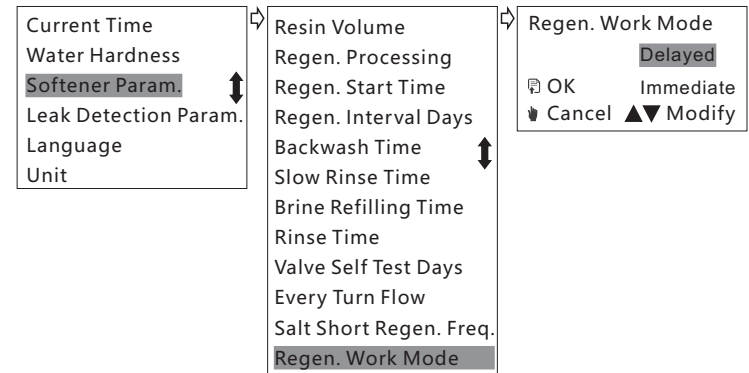 Current Time
Water Hardness
Softener Param.
Leak Detection Param.
Language
Unit
Resin Volume
Regen. Processing
Regen. Start Time
Regen. Interval Days
Backwash Time
Slow Rinse Time
Brine Refilling Time
Rinse Time
Valve Self Test Days
Every Turn Flow
Salt Short Regen. Freq.
Regen. Work Mode
Regen. Work Mode
Delayed
OK Immediate
Cancel ▲▼ Modify